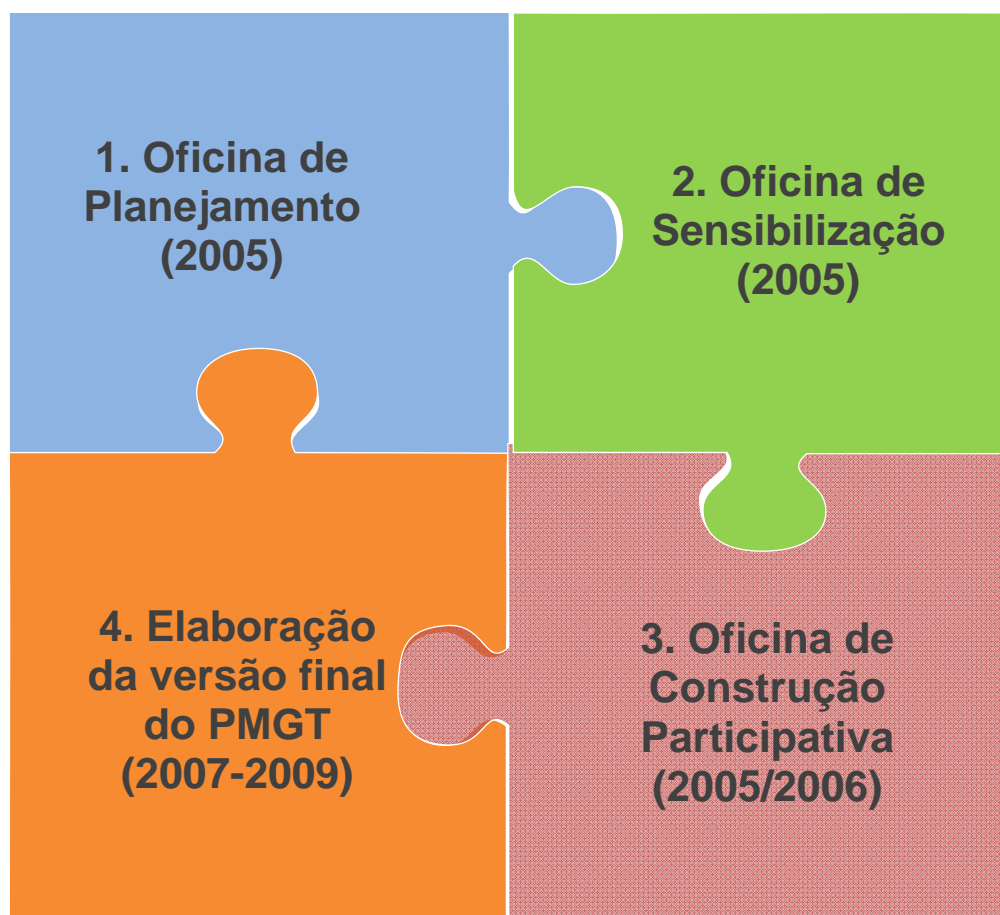 1. Oficina de
Planejamento
(2005)
2. Oficina de
Sensibilização
(2005)
3. Oficina de
Construção
Participativa
(2005/2006)
4. Elaboração
da versão final
do PMGT
(2007-2009)